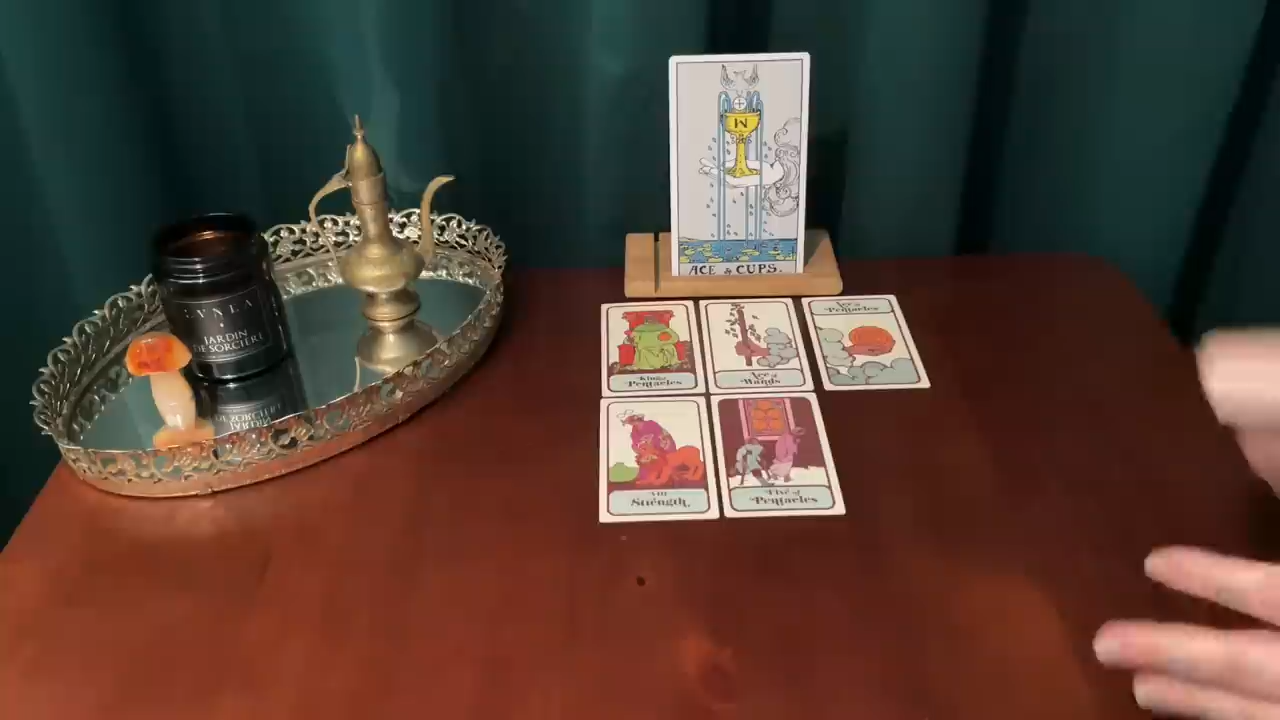 ACE of CUPS.
King of
Pentacles
Ace of
Wands
Ace of
Pentacles
VIII
Strength.
Five of
Pentacles
JARDIN
DE SORCIÈRE